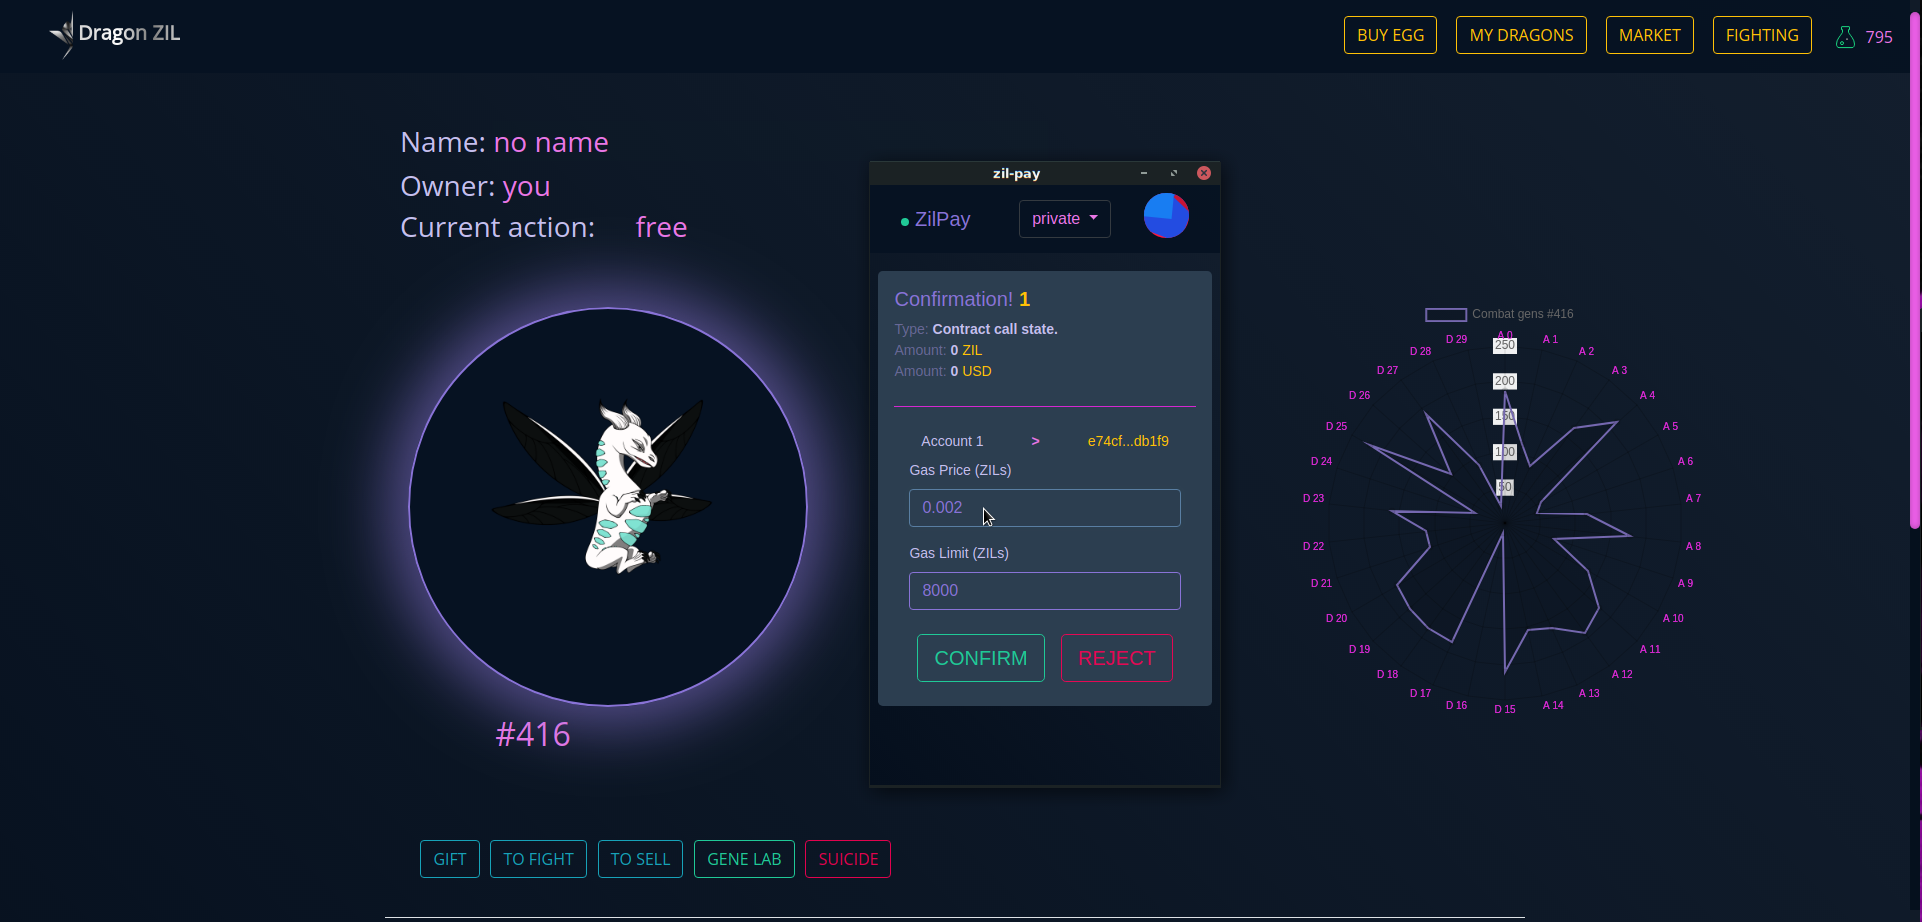 Dragon ZIL
BUY EGG
MY DRAGONS
MARKET
FIGHTING
795
Name: no name
Owner: you
Current action: free
#416
GIFT
TO FIGHT
TO SELL
GENE LAB
SUICIDE
zil-pay
ZilPay
private
Confirmation! 1
Type: Contract call state.
Amount: 0 ZIL
Amount: 0 USD
Account 1 > e74cf...db1f9
Gas Price (ZILs)
0.002
Gas Limit (ZILs)
8000
CONFIRM
REJECT
Combat gens #416
A 0
A 1
A 2
A 3
A 4
A 5
A 6
A 7
A 8
A 9
A 10
A 11
A 12
A 13
A 14
D 15
D 16
D 17
D 18
D 19
D 20
D 21
D 22
D 23
D 24
D 25
D 26
D 27
D 28
D 29
250
200
150
100
50